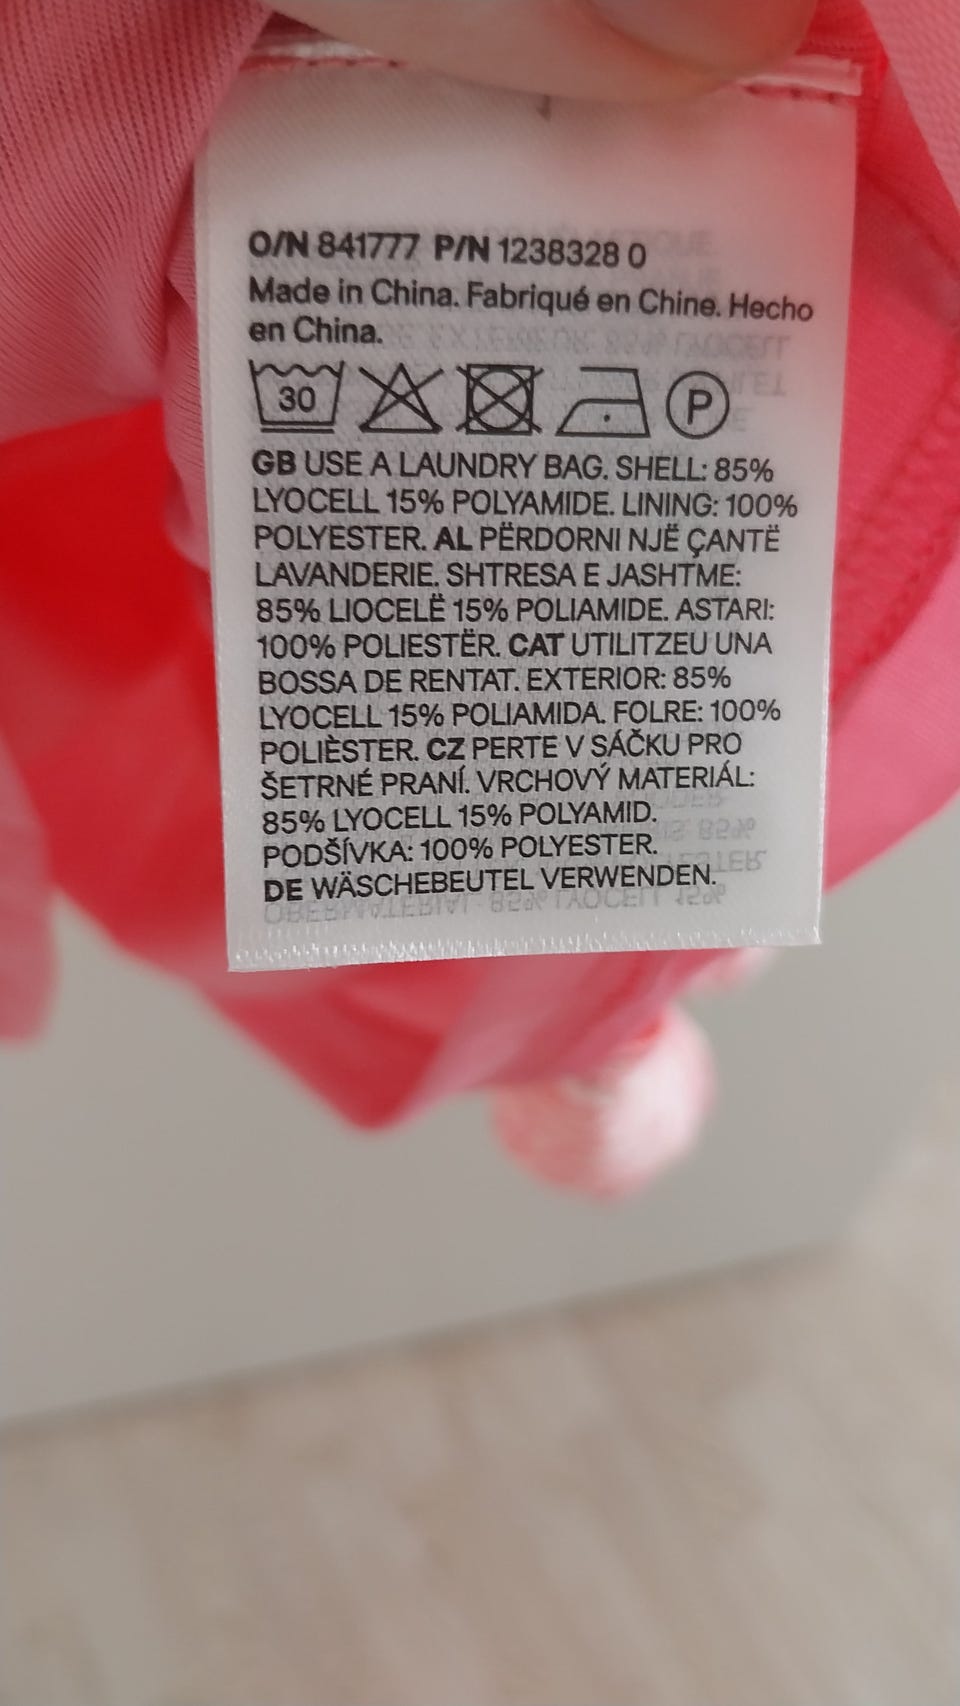 O/N 841777 P/N 1238328 0
Made in China. Fabriqué en Chine. Hecho
en China.
30 P
GB USE A LAUNDRY BAG. SHELL: 85%
LYOCELL 15% POLYAMIDE. LINING: 100%
POLYESTER. AL PËRDORNI NJË ÇANTË
LAVANDERIE. SHTRESA E JASHTME:
85% LIOCELË 15% POLIAMIDE. ASTARI:
100% POLIESTËR. CAT UTILITZEU UNA
BOSSA DE RENTAT. EXTERIOR: 85%
LYOCELL 15% POLIAMIDA. FOLRE: 100%
POLIÈSTER. CZ PERTE V SÁČKU PRO
ŠETRNÉ PRANÍ. VRCHOVÝ MATERIÁL:
85% LYOCELL 15% POLYAMID.
PODŠÍVKA: 100% POLYESTER.
DE WÄSCHEBEUTEL VERWENDEN.